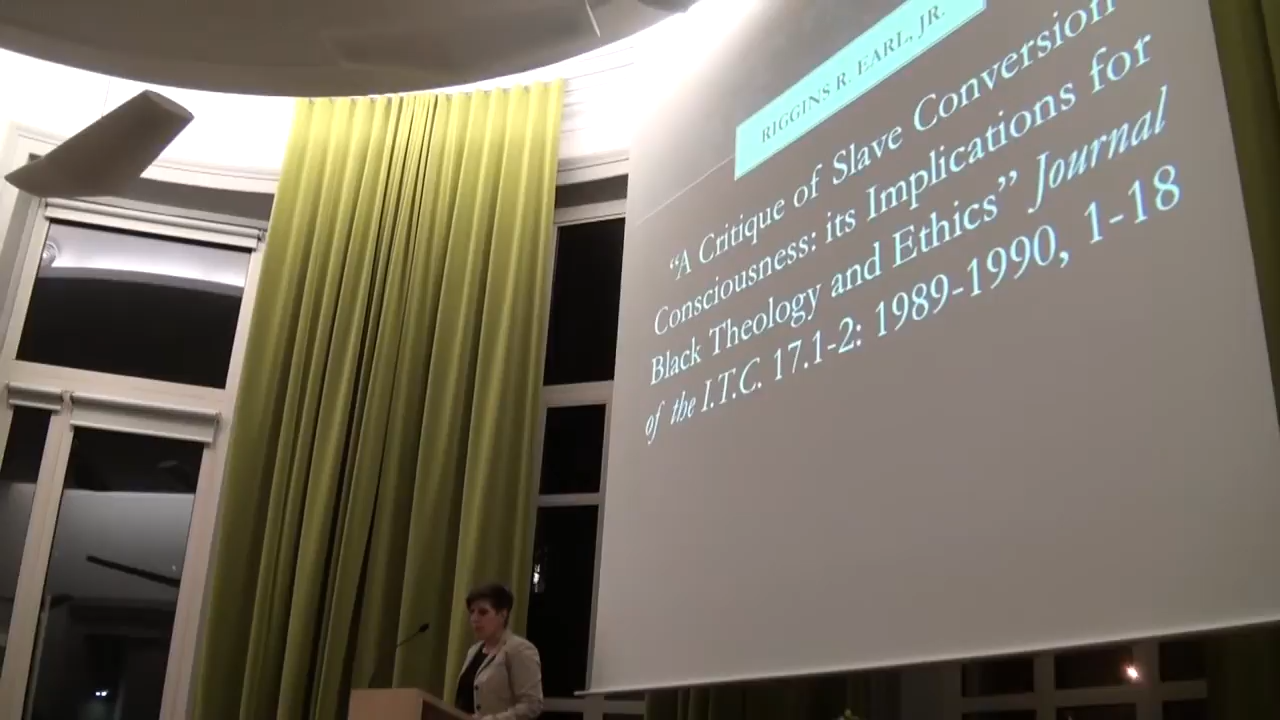 RIGGINS R. EARL, JR.
“A Critique of Slave Conversion
Consciousness: its Implications for
Black Theology and Ethics” Journal
of the I.T.C. 17.1-2: 1989-1990, 1-18